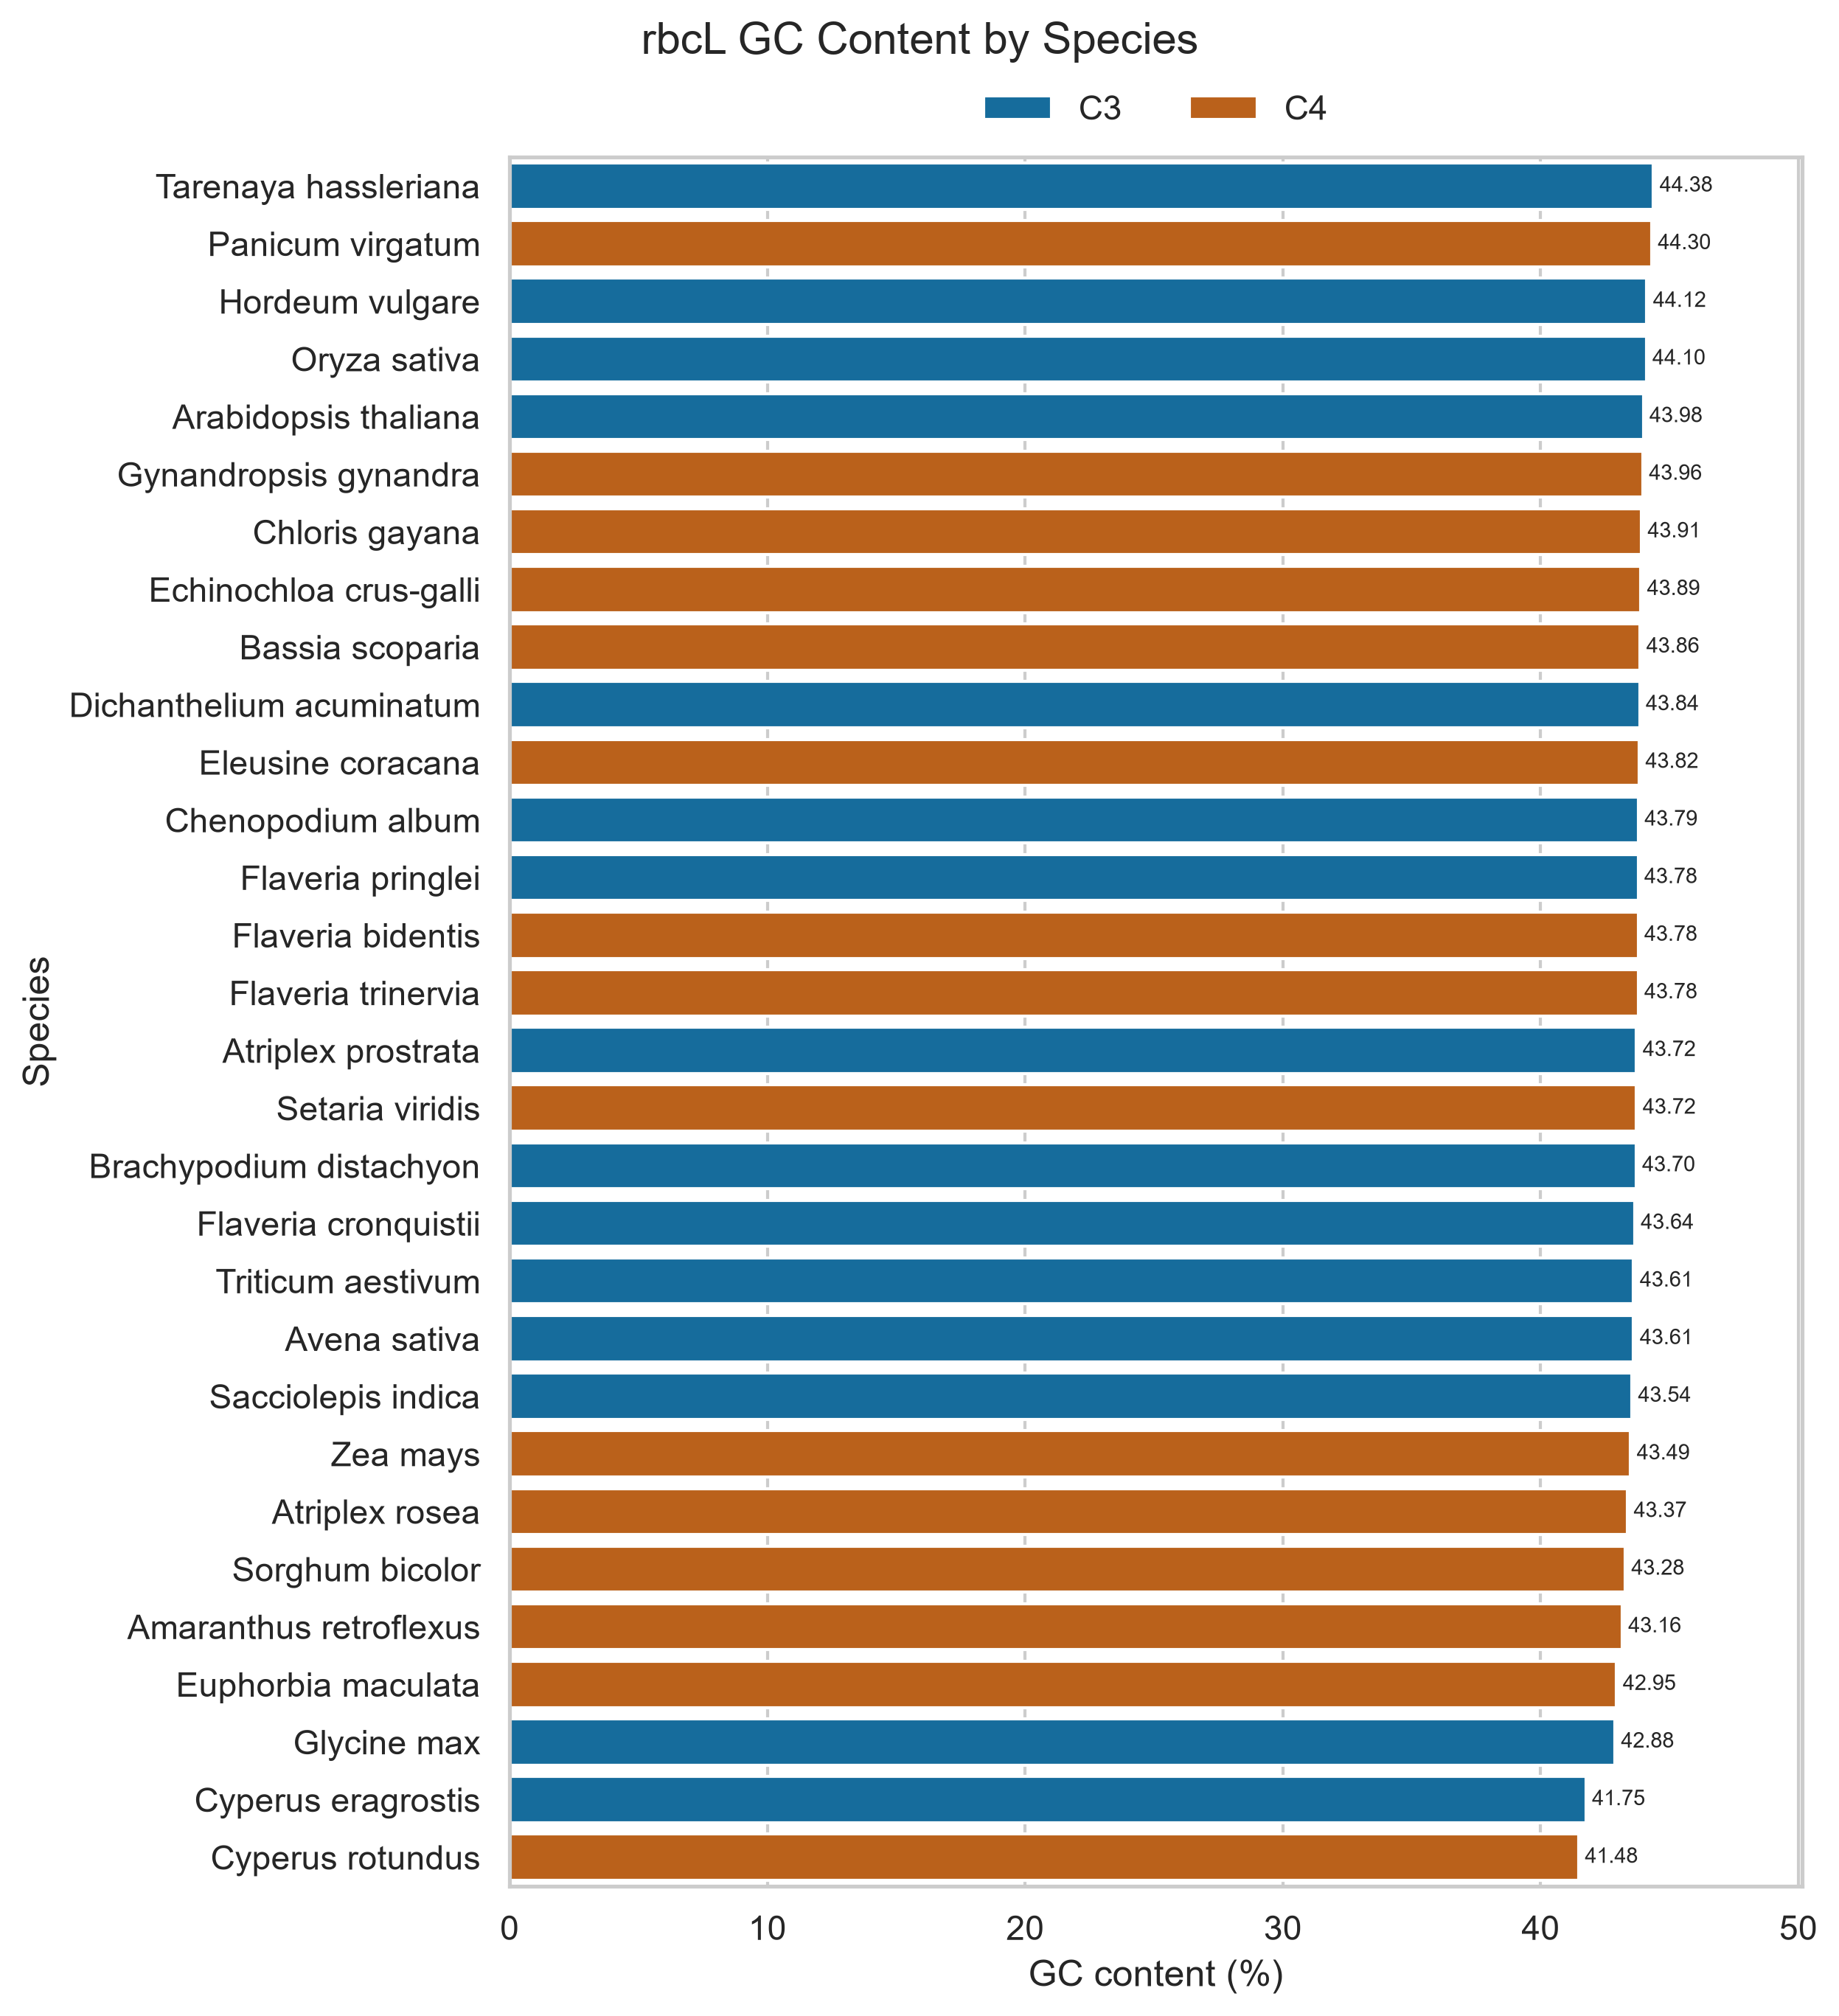 rbcL GC Content by Species
C3 C4
Tarenaya hassleriana 44.38
Panicum virgatum 44.30
Hordeum vulgare 44.12
Oryza sativa 44.10
Arabidopsis thaliana 43.98
Gynandropsis gynandra 43.96
Chloris gayana 43.91
Echinochloa crus-galli 43.89
Bassia scoparia 43.86
Dichanthelium acuminatum 43.84
Eleusine coracana 43.82
Chenopodium album 43.79
Flaveria pringlei 43.78
Flaveria bidentis 43.78
Flaveria trinervia 43.78
Atriplex prostrata 43.72
Setaria viridis 43.72
Brachypodium distachyon 43.70
Flaveria cronquistii 43.64
Triticum aestivum 43.61
Avena sativa 43.61
Sacciolepis indica 43.54
Zea mays 43.49
Atriplex rosea 43.37
Sorghum bicolor 43.28
Amaranthus retroflexus 43.16
Euphorbia maculata 42.95
Glycine max 42.88
Cyperus eragrostis 41.75
Cyperus rotundus 41.48
Species
0 10 20 30 40 50
GC content (%)